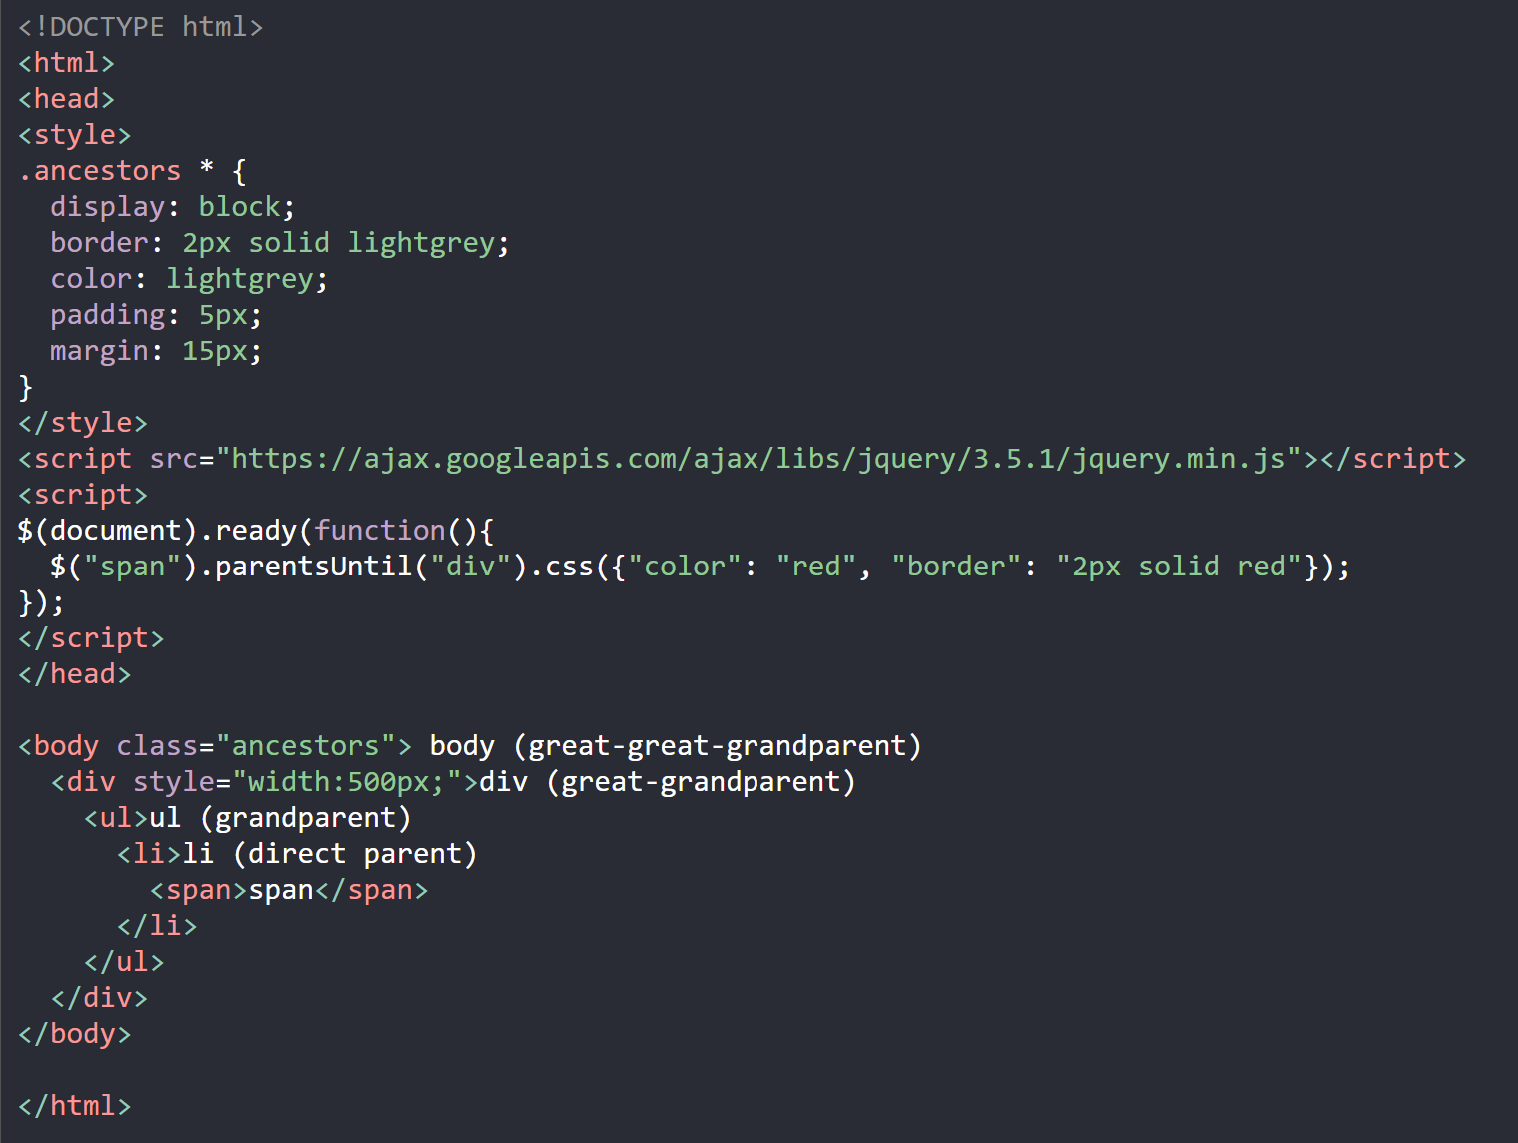 <!DOCTYPE html>
<html>
<head>
<style>
.ancestors * {
  display: block;
  border: 2px solid lightgrey;
  color: lightgrey;
  padding: 5px;
  margin: 15px;
}
</style>
<script src="https://ajax.googleapis.com/ajax/libs/jquery/3.5.1/jquery.min.js"></script>
<script>
$(document).ready(function(){
  $("span").parentsUntil("div").css({"color": "red", "border": "2px solid red"});
});
</script>
</head>

<body class="ancestors"> body (great-great-grandparent)
  <div style="width:500px;">div (great-grandparent)
    <ul>ul (grandparent)
      <li>li (direct parent)
        <span>span</span>
      </li>
    </ul>
  </div>
</body>

</html>